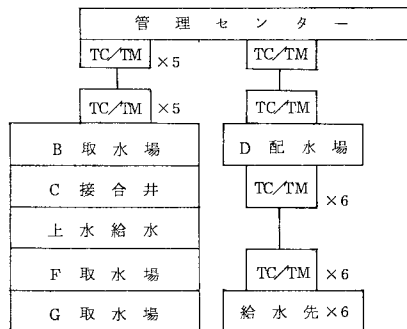 管理センター
TC/TM ×5 TC/TM
TC/TM ×5 TC/TM
B 取水場 D 配水場
C 接合井 TC/TM ×6
上水給水
F 取水場 TC/TM ×6
G 取水場 給水先×6